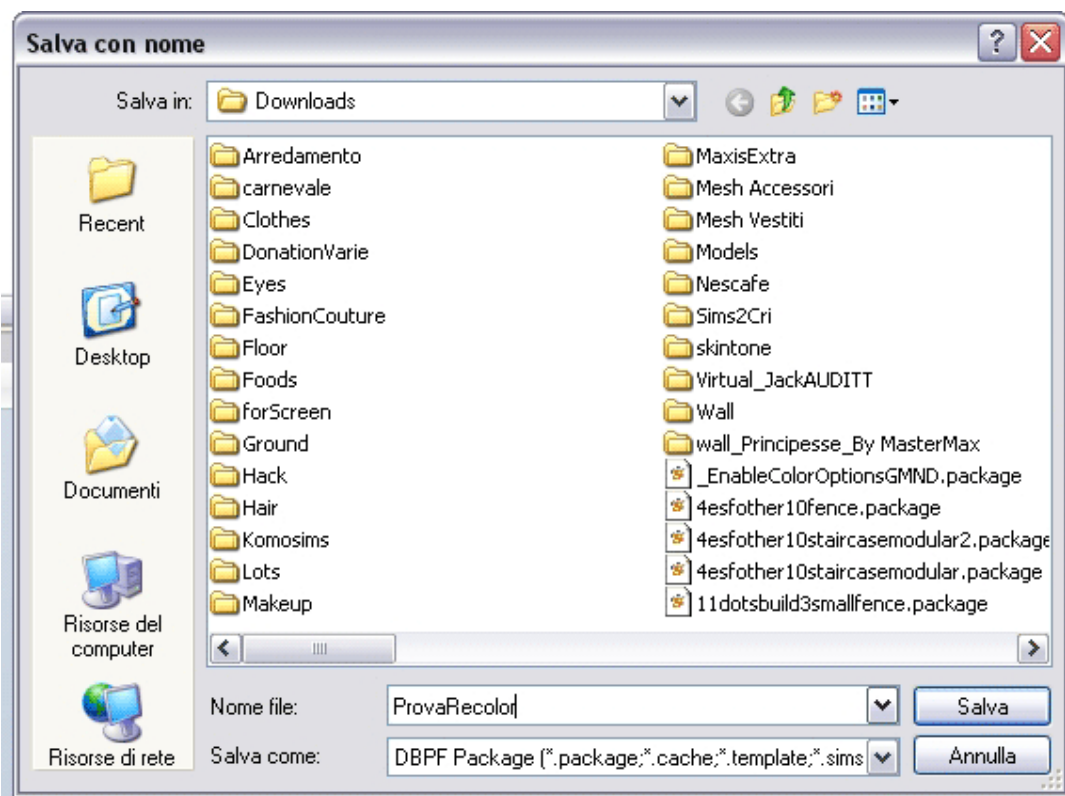 Salva con nome
Salva in:
Downloads
Recent
Desktop
Documenti
Risorse del
computer
Risorse di rete
Arredamento
carnevale
Clothes
DonationVarie
Eyes
FashionCouture
Floor
Foods
forScreen
Ground
Hack
Hair
Komosims
Lots
Makeup
MaxisExtra
Mesh Accessori
Mesh Vestiti
Models
Nescafe
Sims2Cri
skintone
Virtual_JackAUDITT
Wall
wall_Principesse_By MasterMax
_EnableColorOptionsGMND.package
4esfother10fence.package
4esfother10staircasemodular2.package
4esfother10staircasemodular.package
11dotsbuild3smallfence.package
Nome file:
ProvaRecolor
Salva
Salva come:
DBPF Package (*.package;*.cache;*.template;*.sims
Annulla